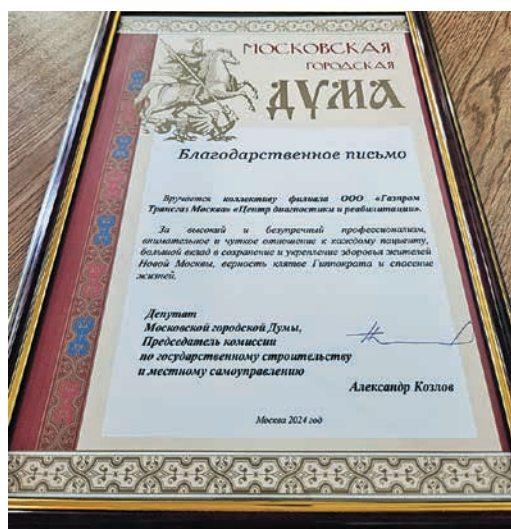 МОСКОВСКАЯ
ГОРОДСКАЯ
ДУМА
Благодарственное письмо
Вручается коллективу филиала ООО «Газпром
Трансгаз Москва» «Центр диагностики и реабилитации».
За высокий и безупречный профессионализм,
внимательное и чуткое отношение к каждому пациенту,
большой вклад в сохранение и укрепление здоровья жителей
Новой Москвы, верность клятве Гиппократа и спасение
жизней.
Депутат
Московской городской Думы,
Председатель комиссии
по государственному строительству
и местному самоуправлению
Александр Козлов
Москва 2024 год